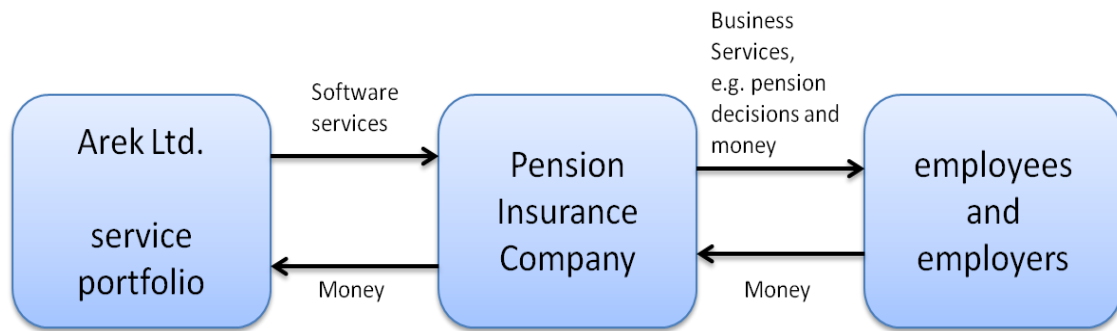 Arek Ltd.
service
portfolio
Software
services
Money
Pension
Insurance
Company
Business
Services,
e.g. pension
decisions and
money
Money
employees
and
employers